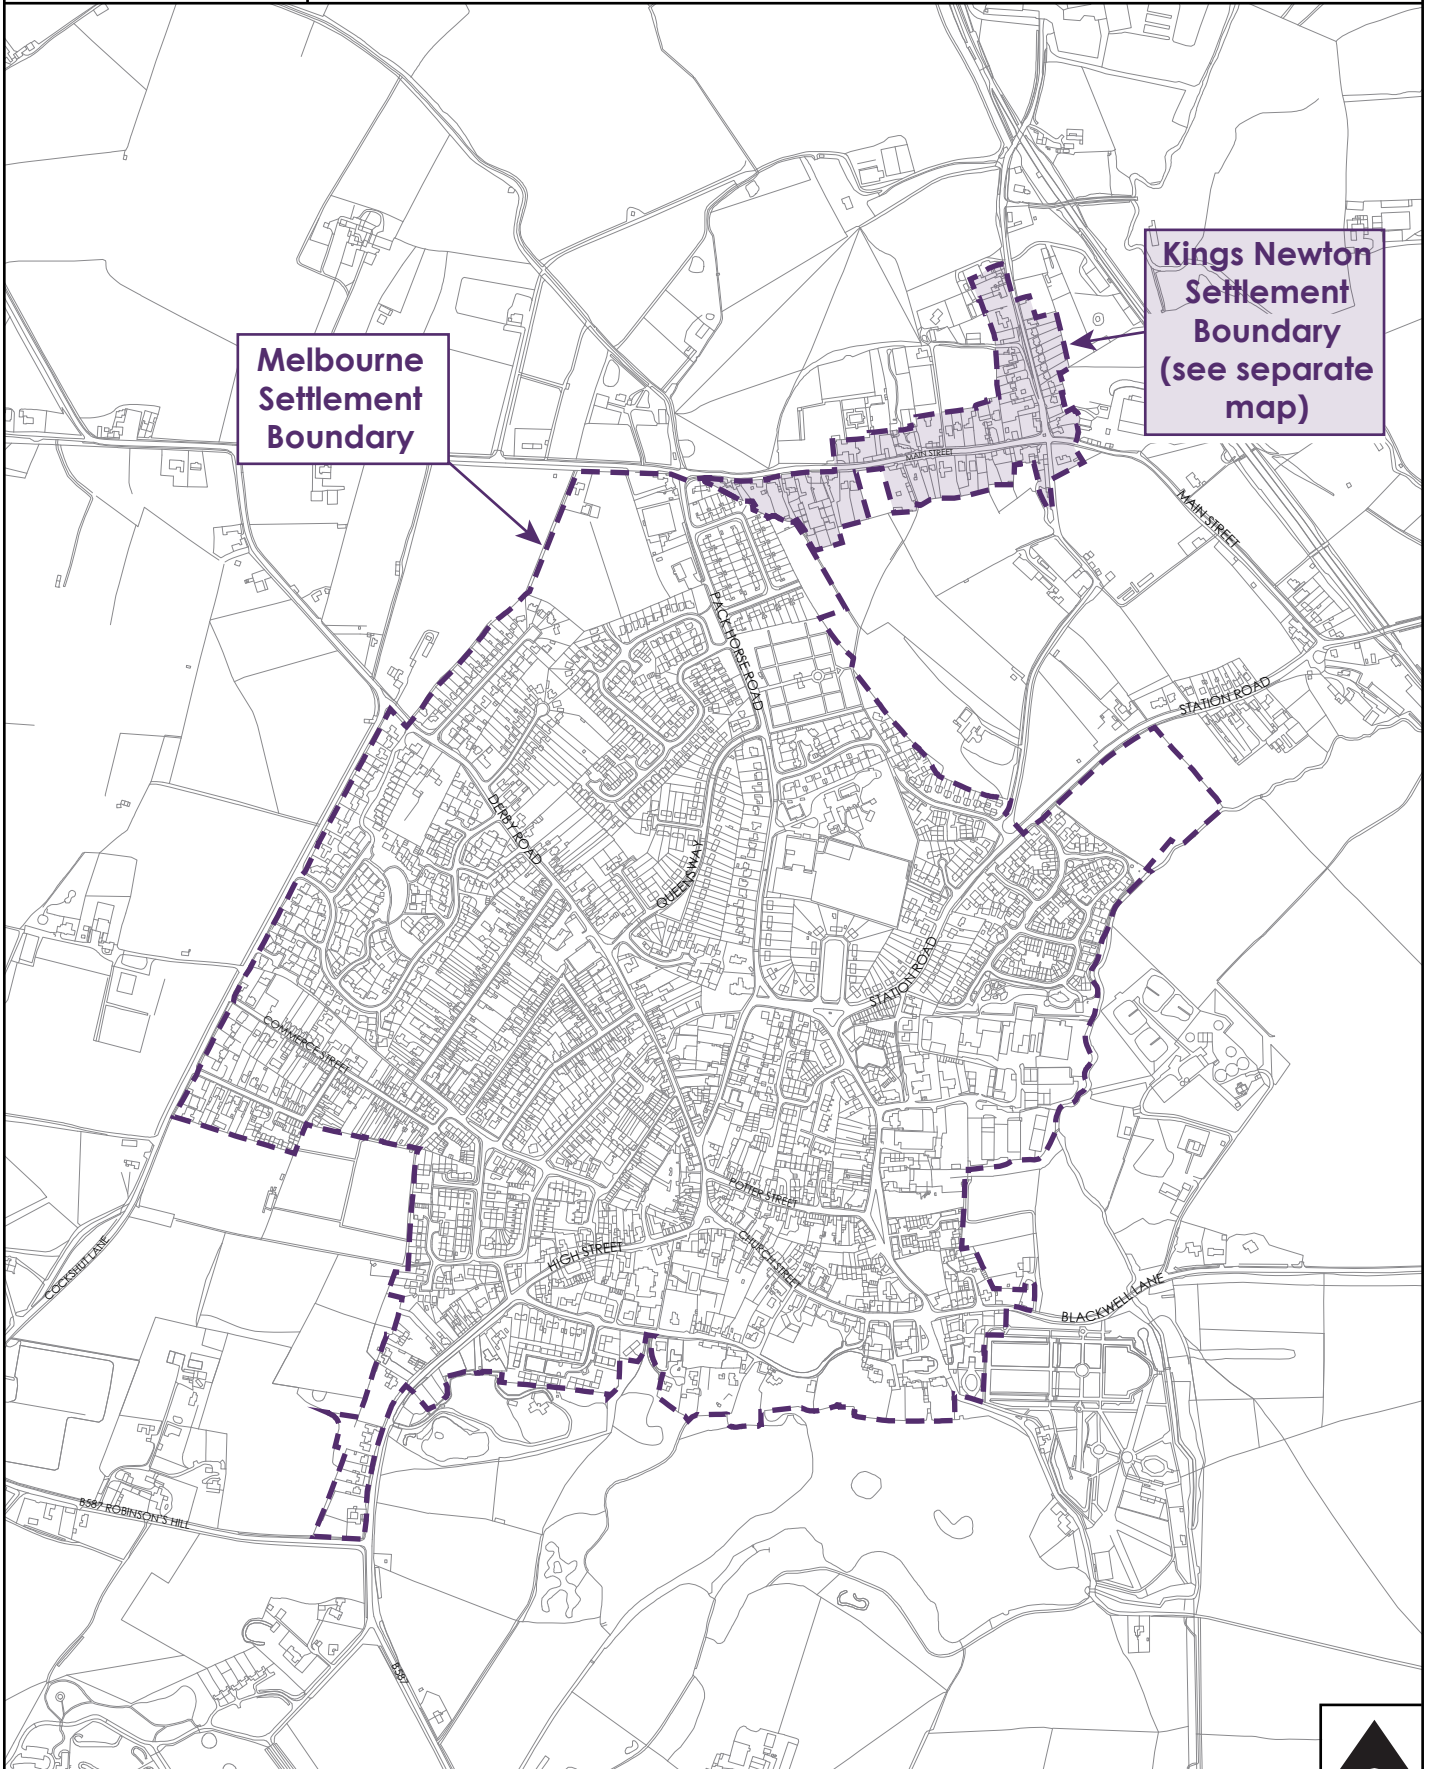 Kings Newton
Settlement
Boundary
(see separate
map)
Melbourne
Settlement
Boundary
MAIN STREET
MAIN STREET
PACK HORSE ROAD
STATION ROAD
DERBY ROAD
QUEENSWAY
STATION ROAD
COMMERCE STREET
POTTER STREET
CHURCH STREET
HIGH STREET
COCKSHUT LANE
BLACKWELL LANE
B587 ROBINSON'S HILL
B587